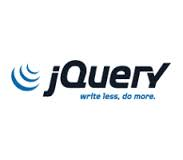 jQuery
write less, do more.